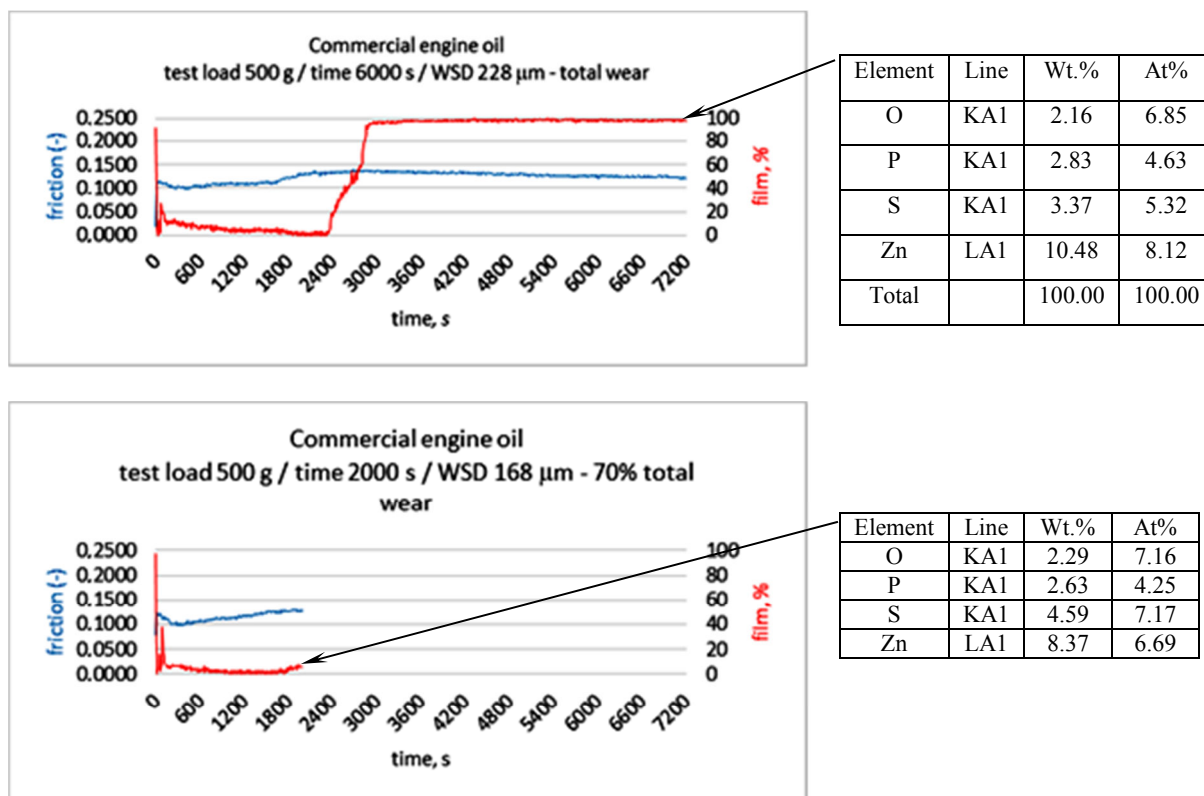 Commercial engine oil
test load 500 g / time 6000 s / WSD 228 μm - total wear
friction (-)
0.2500
0.2000
0.1500
0.1000
0.0500
0.0000
100
80
60
40
20
0
film, %
0 600 1200 1800 2400 3000 3600 4200 4800 5400 6000 6600 7200
time, s
Element Line Wt.% At%
O KA1 2.16 6.85
P KA1 2.83 4.63
S KA1 3.37 5.32
Zn LA1 10.48 8.12
Total 100.00 100.00
Commercial engine oil
test load 500 g / time 2000 s / WSD 168 μm - 70% total
wear
friction (-)
0.2500
0.2000
0.1500
0.1000
0.0500
0.0000
100
80
60
40
20
0
film, %
0 600 1200 1800 2400 3000 3600 4200 4800 5400 6000 6600 7200
time, s
Element Line Wt.% At%
O KA1 2.29 7.16
P KA1 2.63 4.25
S KA1 4.59 7.17
Zn LA1 8.37 6.69